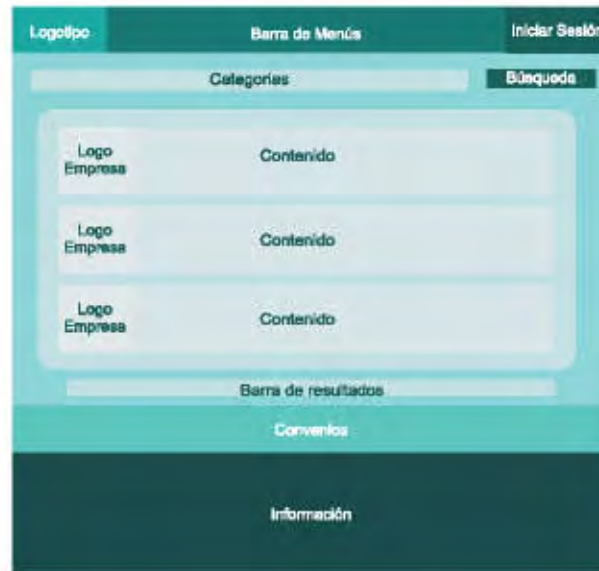 Logotipo
Barra de Menús
Iniciar Sesión
Categorías
Búsqueda
Logo
Empresa
Contenido
Logo
Empresa
Contenido
Logo
Empresa
Contenido
Barra de resultados
Convenios
Información